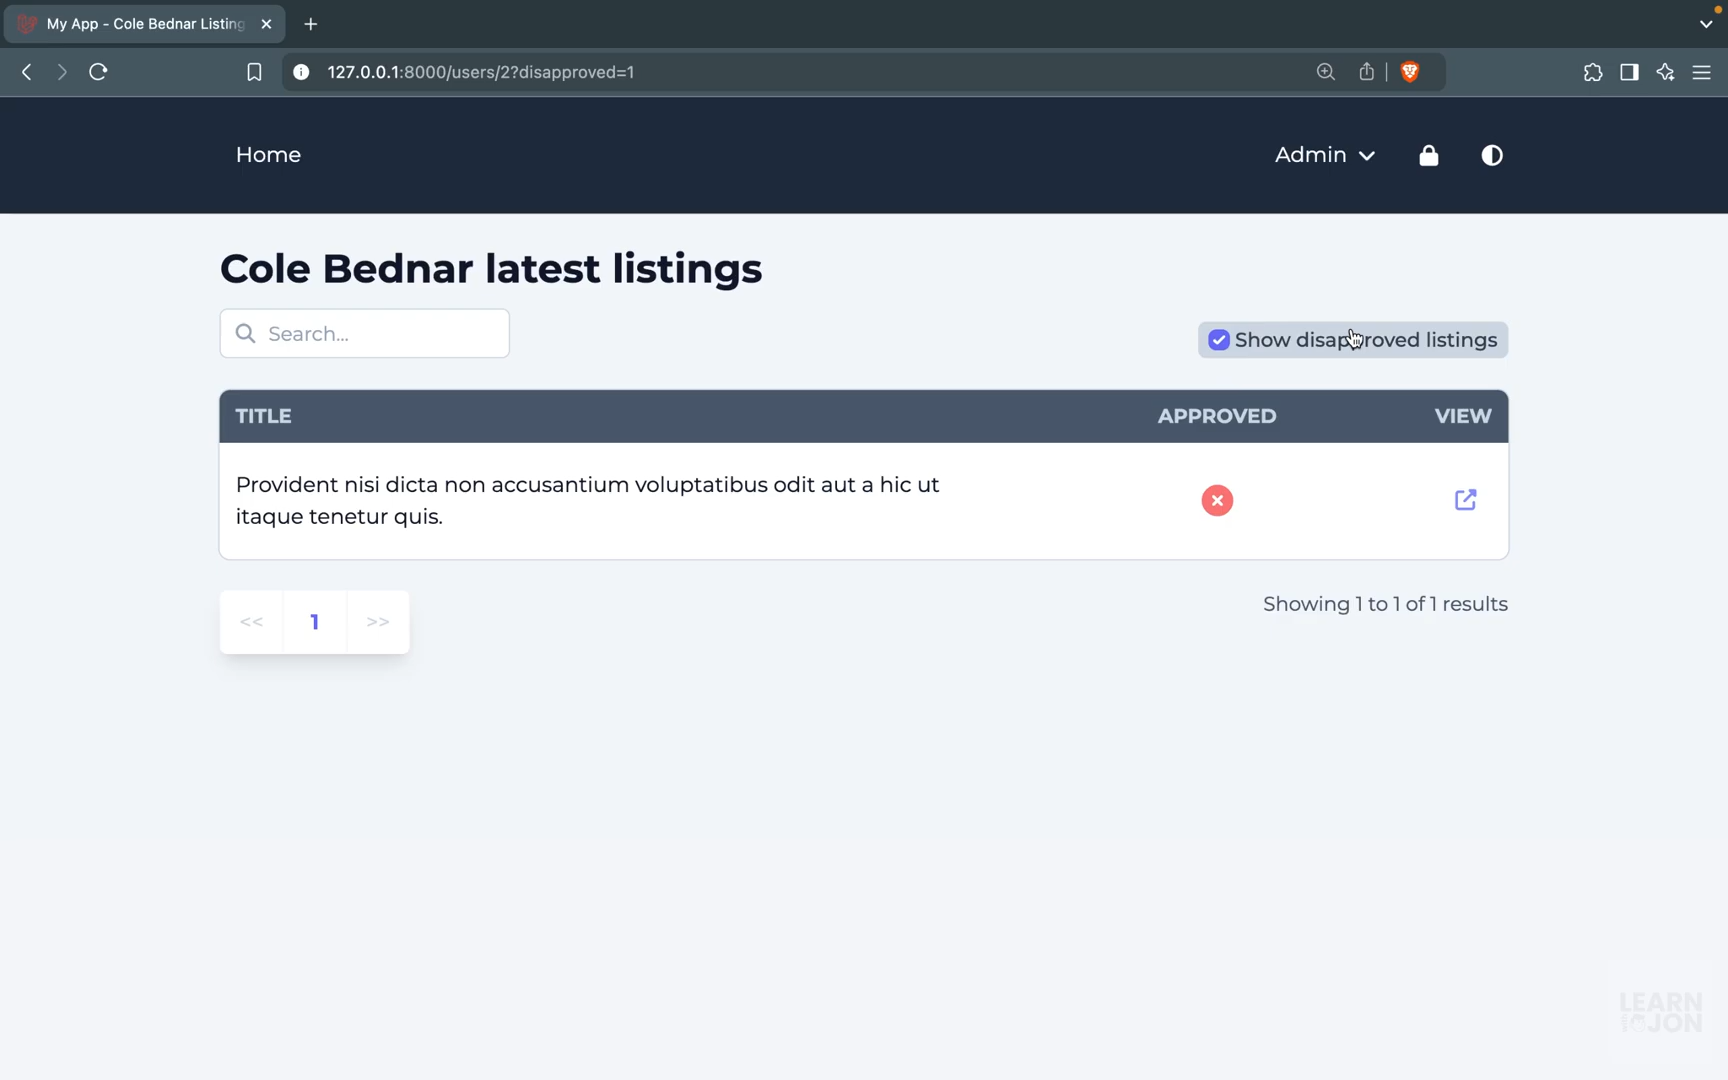 My App - Cole Bednar Listing
127.0.0.1:8000/users/2?disapproved=1
Home
Admin
Cole Bednar latest listings
Search...
Show disapproved listings
TITLE APPROVED VIEW
Provident nisi dicta non accusantium voluptatibus odit aut a hic ut
itaque tenetur quis.
<< 1 >>
Showing 1 to 1 of 1 results
LEARN
JON